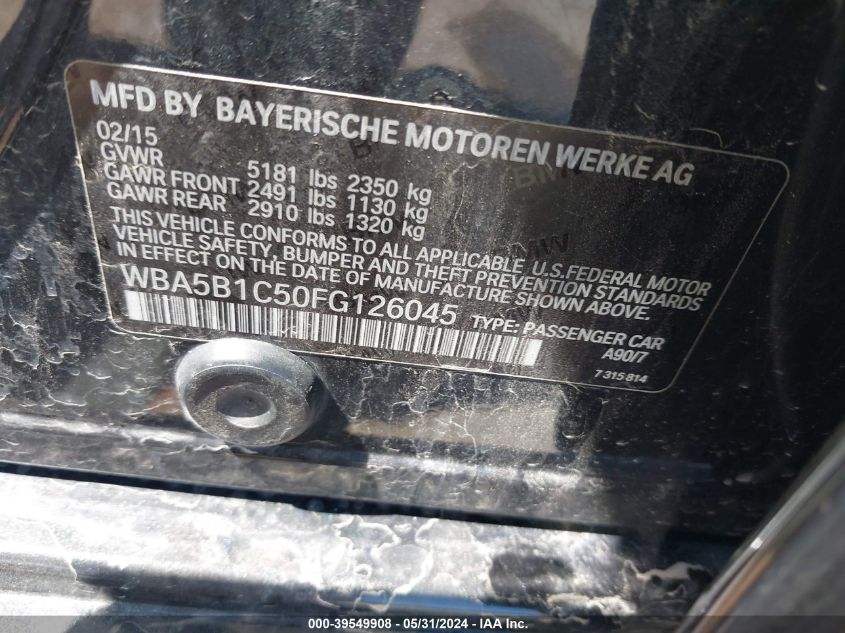 MFD BY BAYERISCHE MOTOREN WERKE AG
02/15
GVWR 5181 lbs 2350 kg
GAWR FRONT 2491 lbs 1130 kg
GAWR REAR 2910 lbs 1320 kg
THIS VEHICLE CONFORMS TO ALL APPLICABLE U.S.FEDERAL MOTOR
VEHICLE SAFETY, BUMPER AND THEFT PREVENTION STANDARDS
IN EFFECT ON THE DATE OF MANUFACTURE SHOWN ABOVE.
WBA5B1C50FG126045 TYPE: PASSENGER CAR
A90/7
7 315 814
000-39549908 - 05/31/2024 - IAAI.com